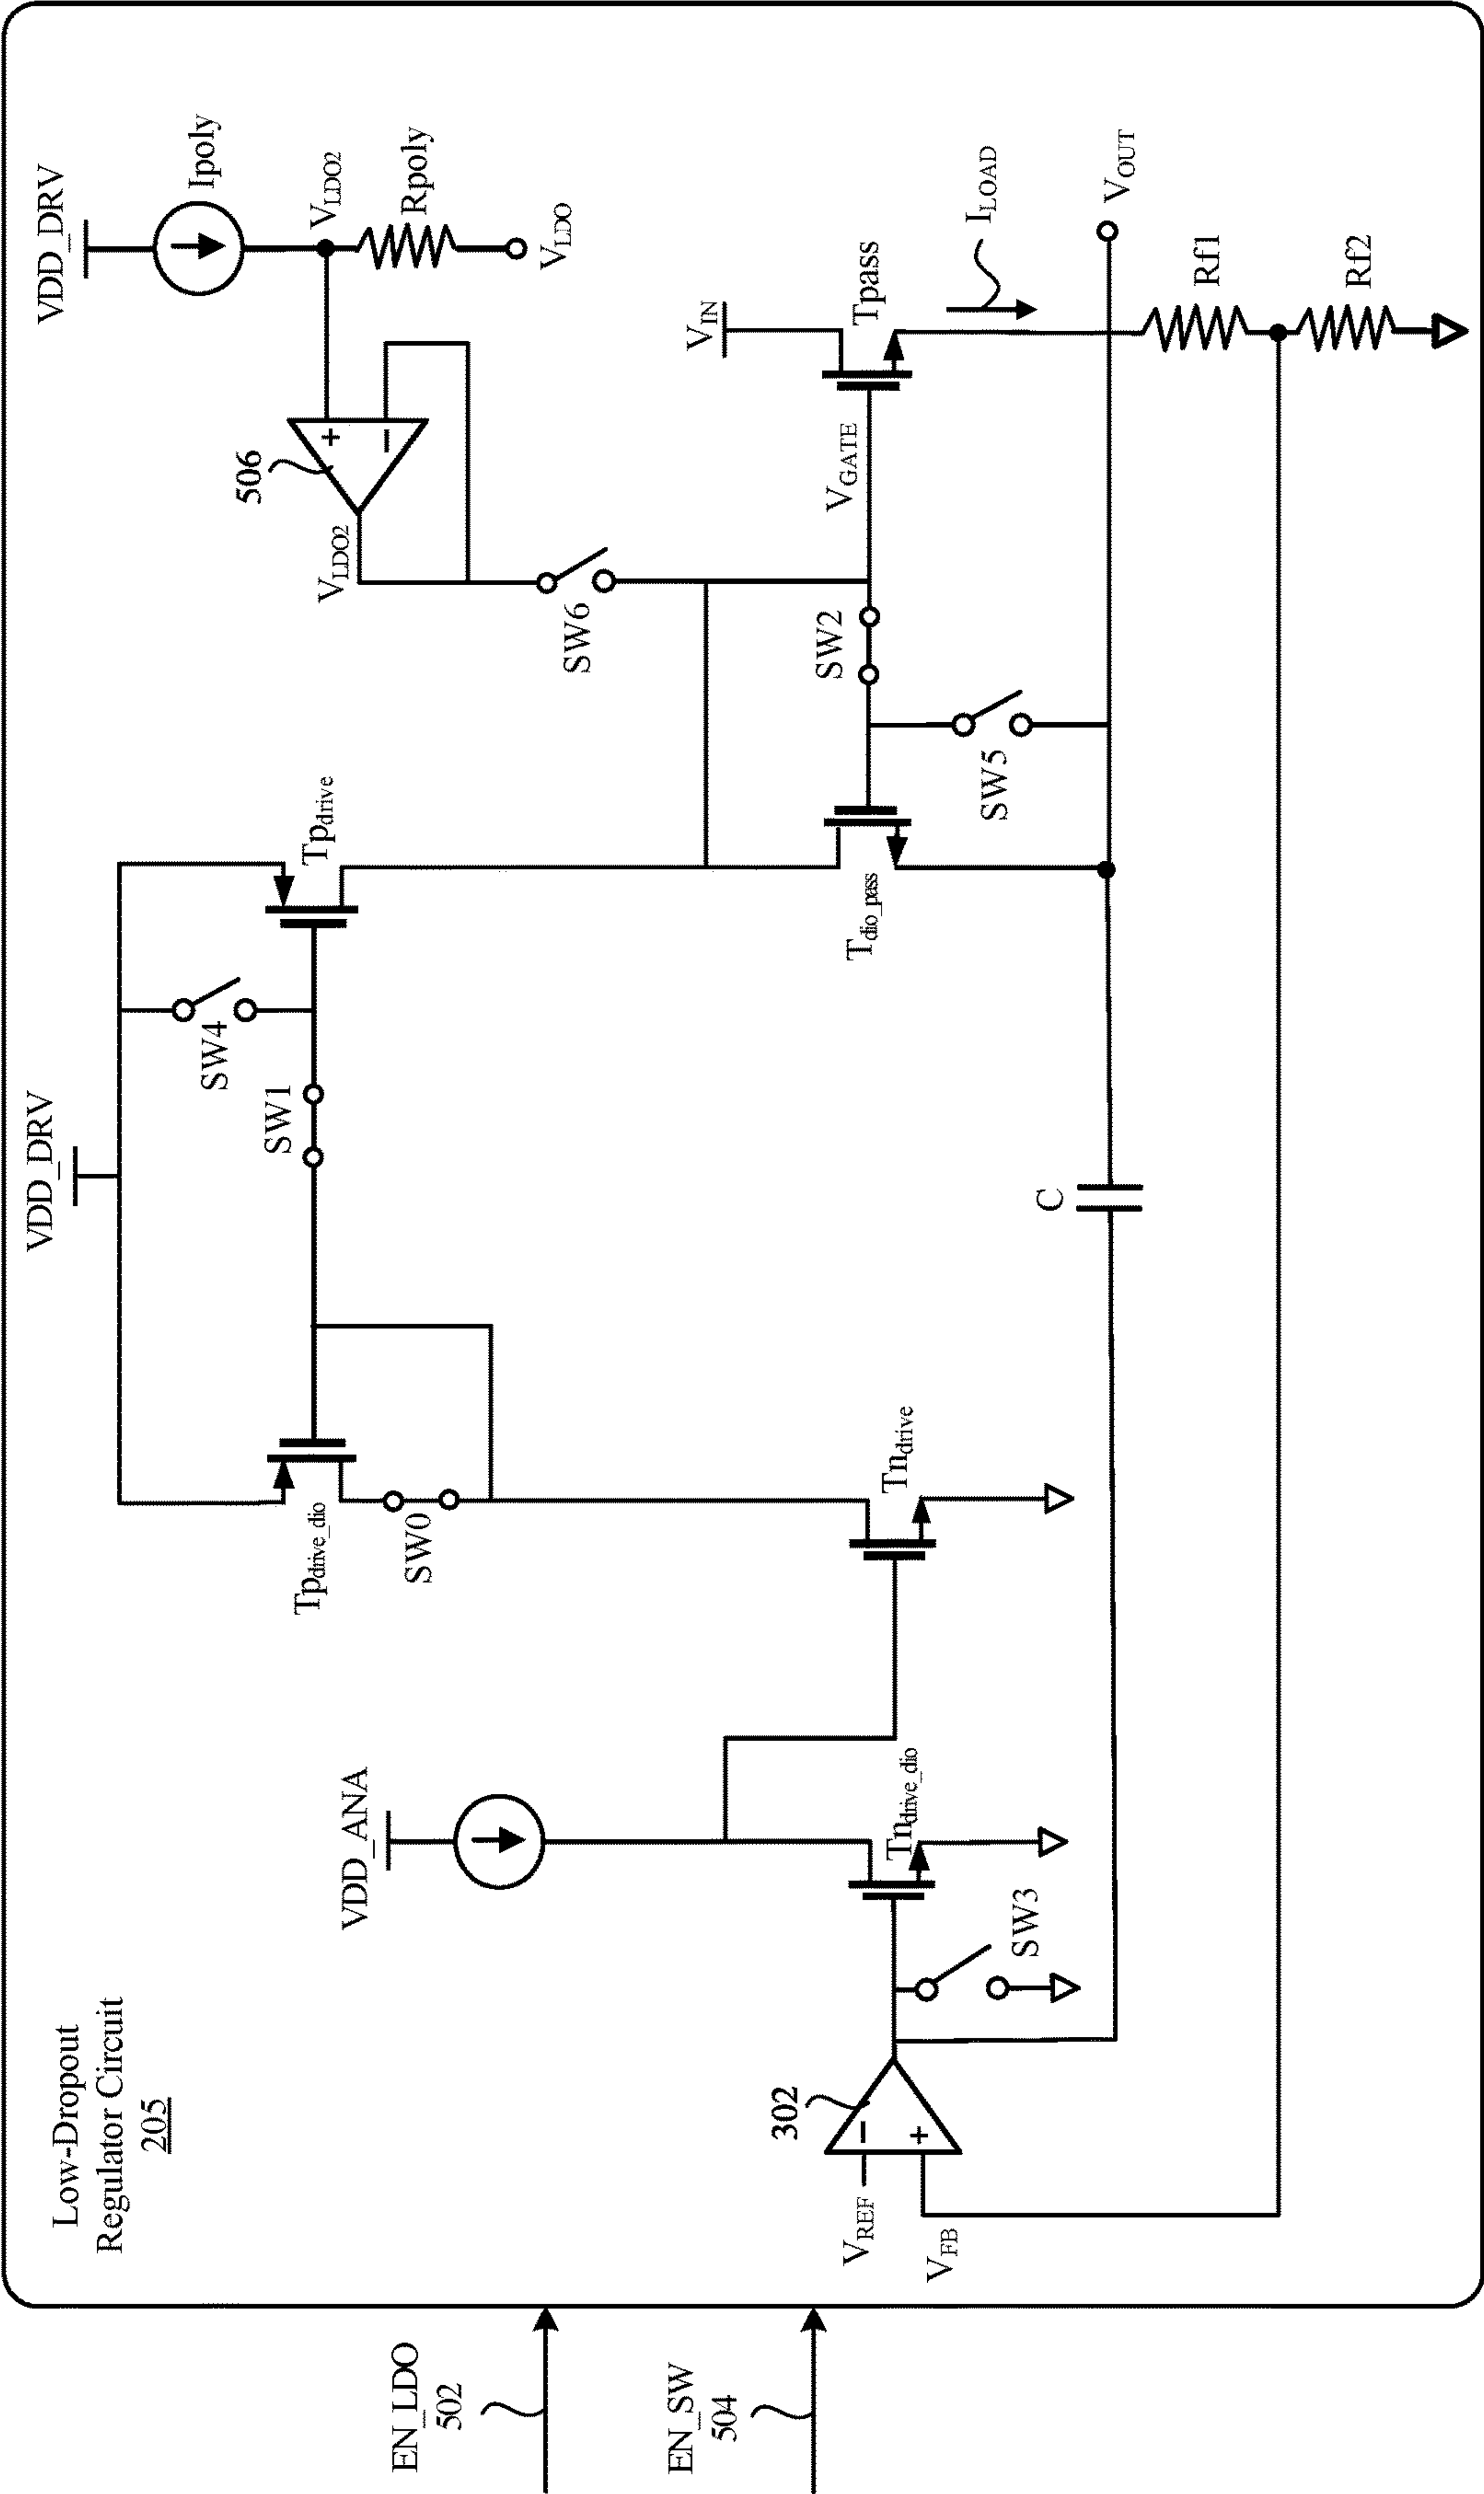 Low-Dropout
Regulator Circuit
205
EN_LDO
502
EN_SW
504
VDD_DRV
VDD_DRV
Ipoly
VLDO2
Rpoly
VLDO
506
+
−
VLDO2
SW6
Tpdrive
SW4
SW1
Tpdrive_dio
SW0
VDD_ANA
VIN
Tpass
VGATE
ILOAD
SW2
SW5
Tdio_pass
VOUT
Rf1
Rf2
C
Tndrive
Tndrive_dio
SW3
302
−
+
VREF
VFB